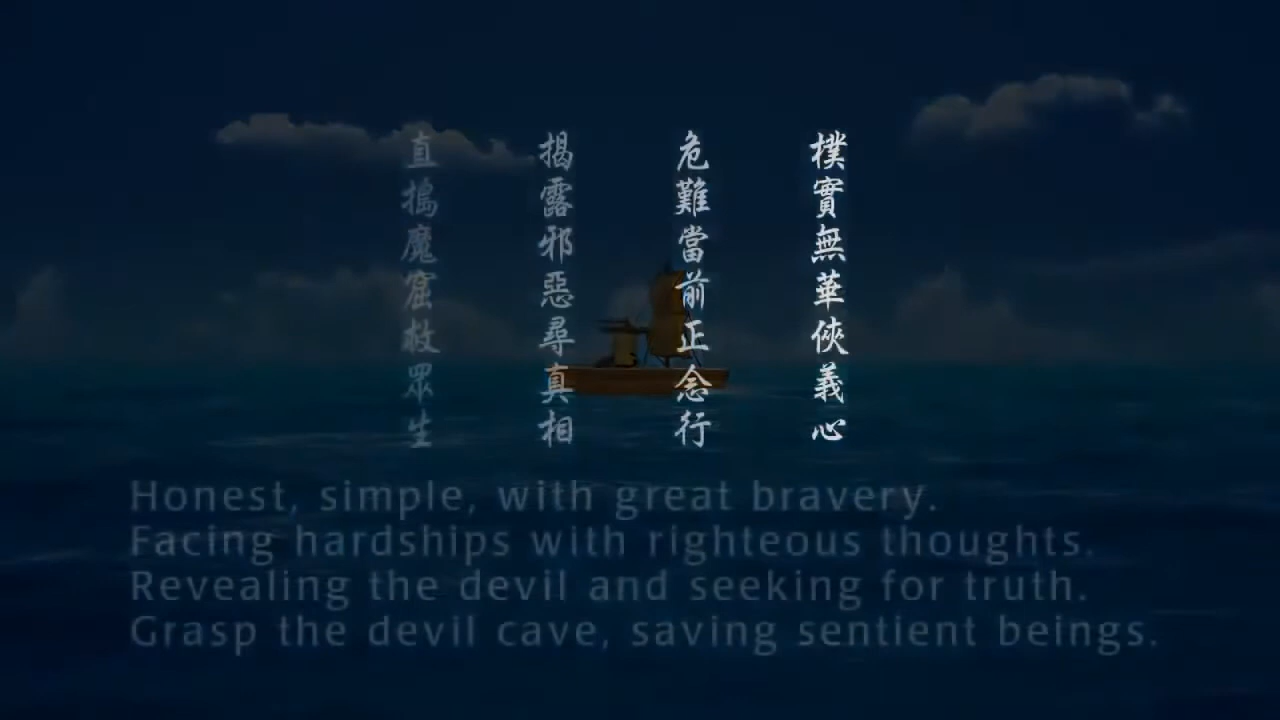 樸實無華俠義心
危難當前正念行
揭露邪惡尋真相
直搗魔窟救眾生
Honest, simple, with great bravery.
Facing hardships with righteous thoughts.
Revealing the devil and seeking for truth.
Grasp the devil cave, saving sentient beings.